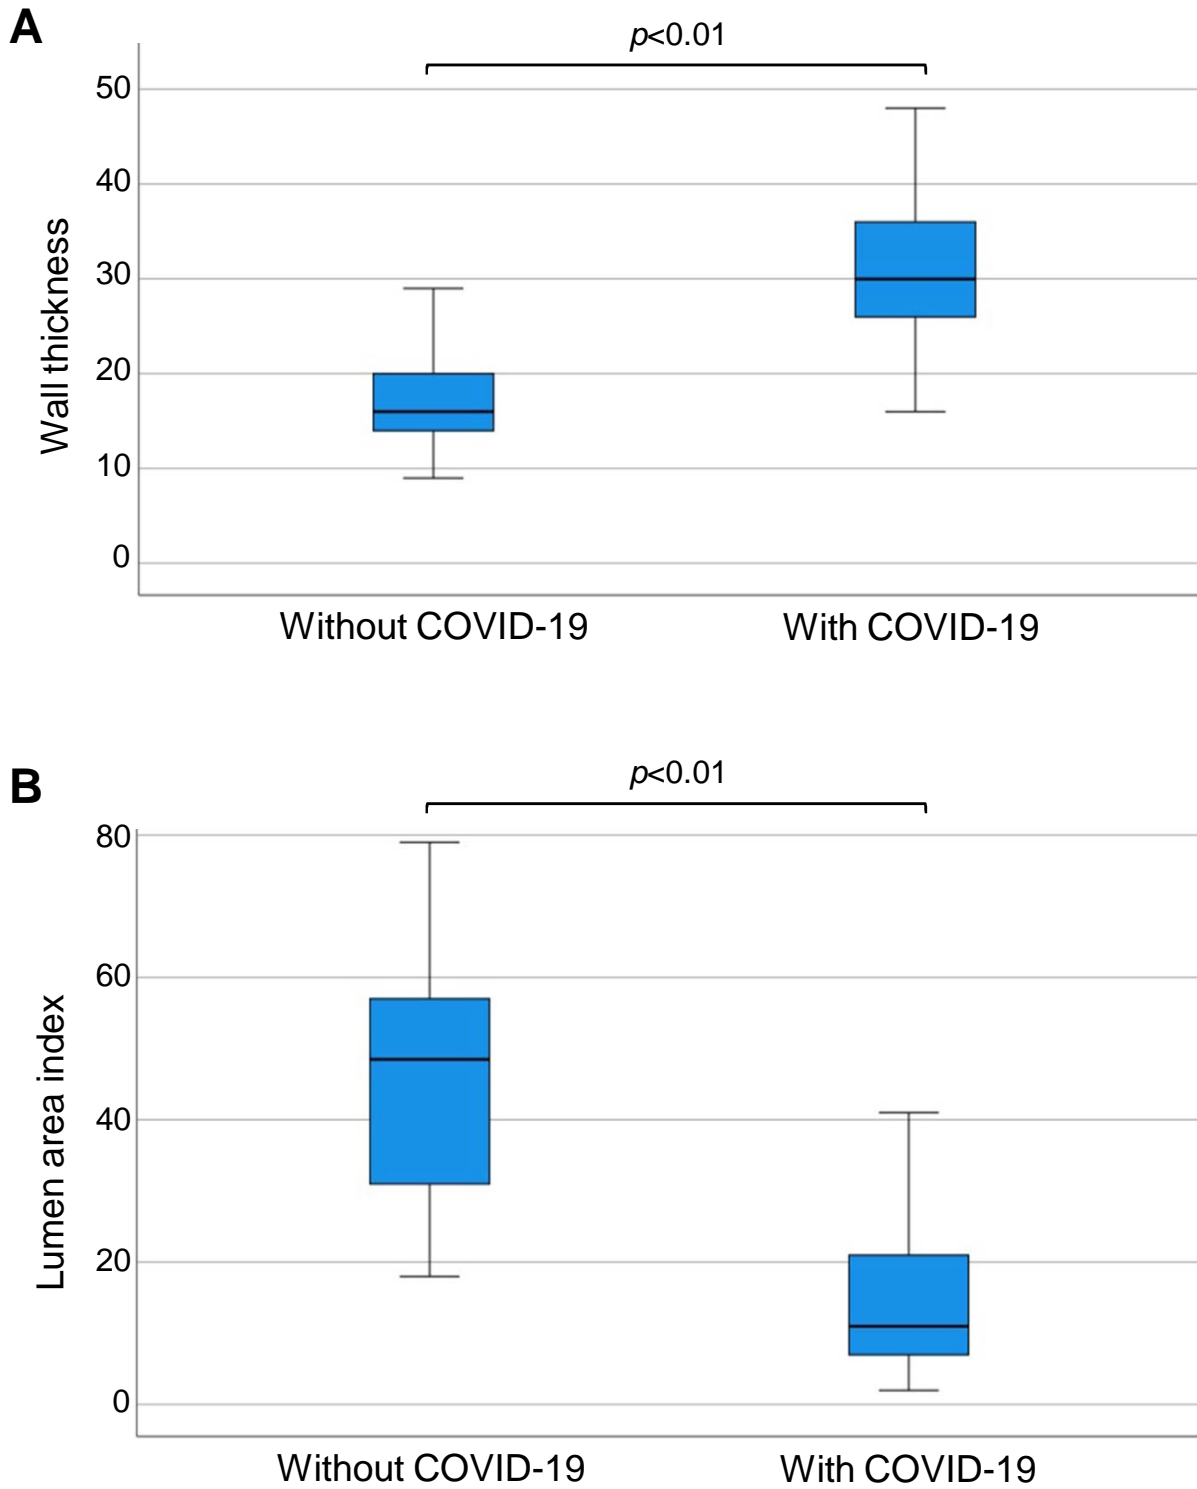 A
p<0.01
50
40
30
20
10
0
Wall thickness
Without COVID-19
With COVID-19
B
p<0.01
80
60
40
20
0
Lumen area index
Without COVID-19
With COVID-19